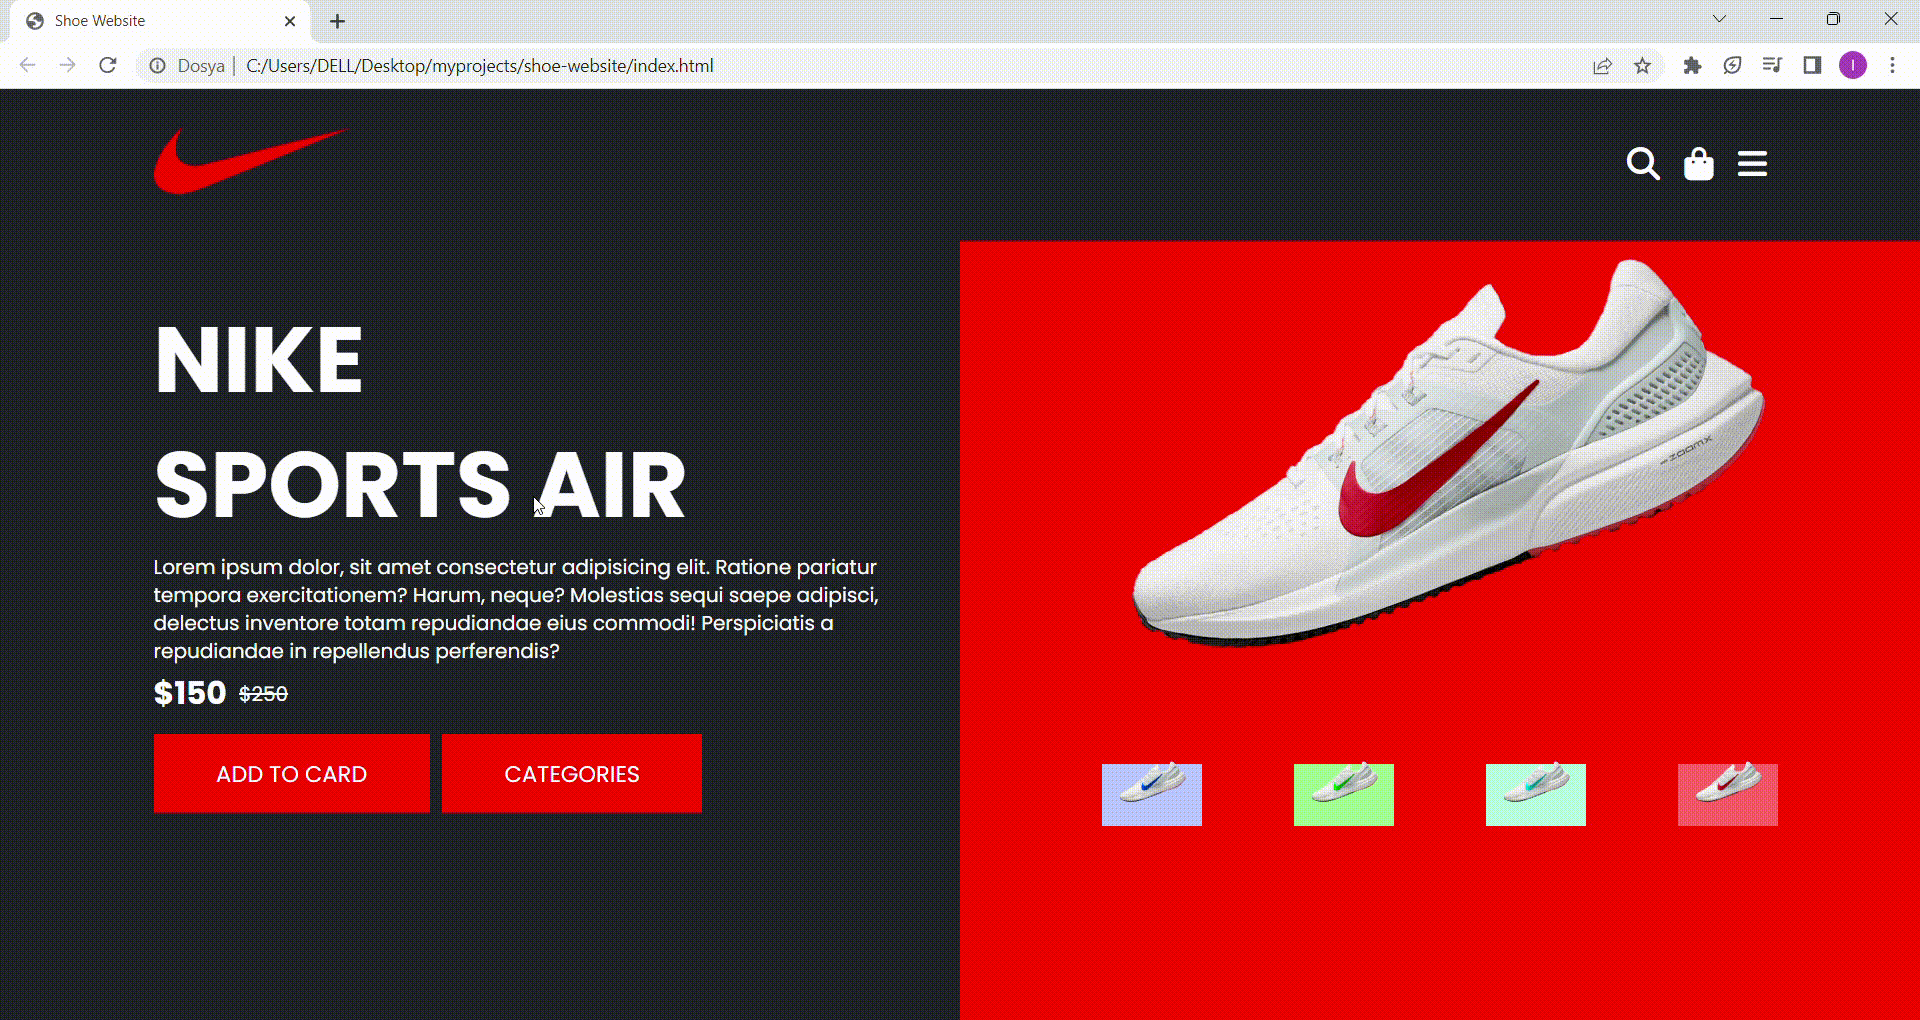 Shoe Website
Dosya | C:/Users/DELL/Desktop/myprojects/shoe-website/index.html
I
NIKE
SPORTS AIR
Lorem ipsum dolor, sit amet consectetur adipisicing elit. Ratione pariatur
tempora exercitationem? Harum, neque? Molestias sequi saepe adipisci,
delectus inventore totam repudiandae eius commodi! Perspiciatis a
repudiandae in repellendus perferendis?
$150 $250
ADD TO CARD
CATEGORIES
ZOOMX